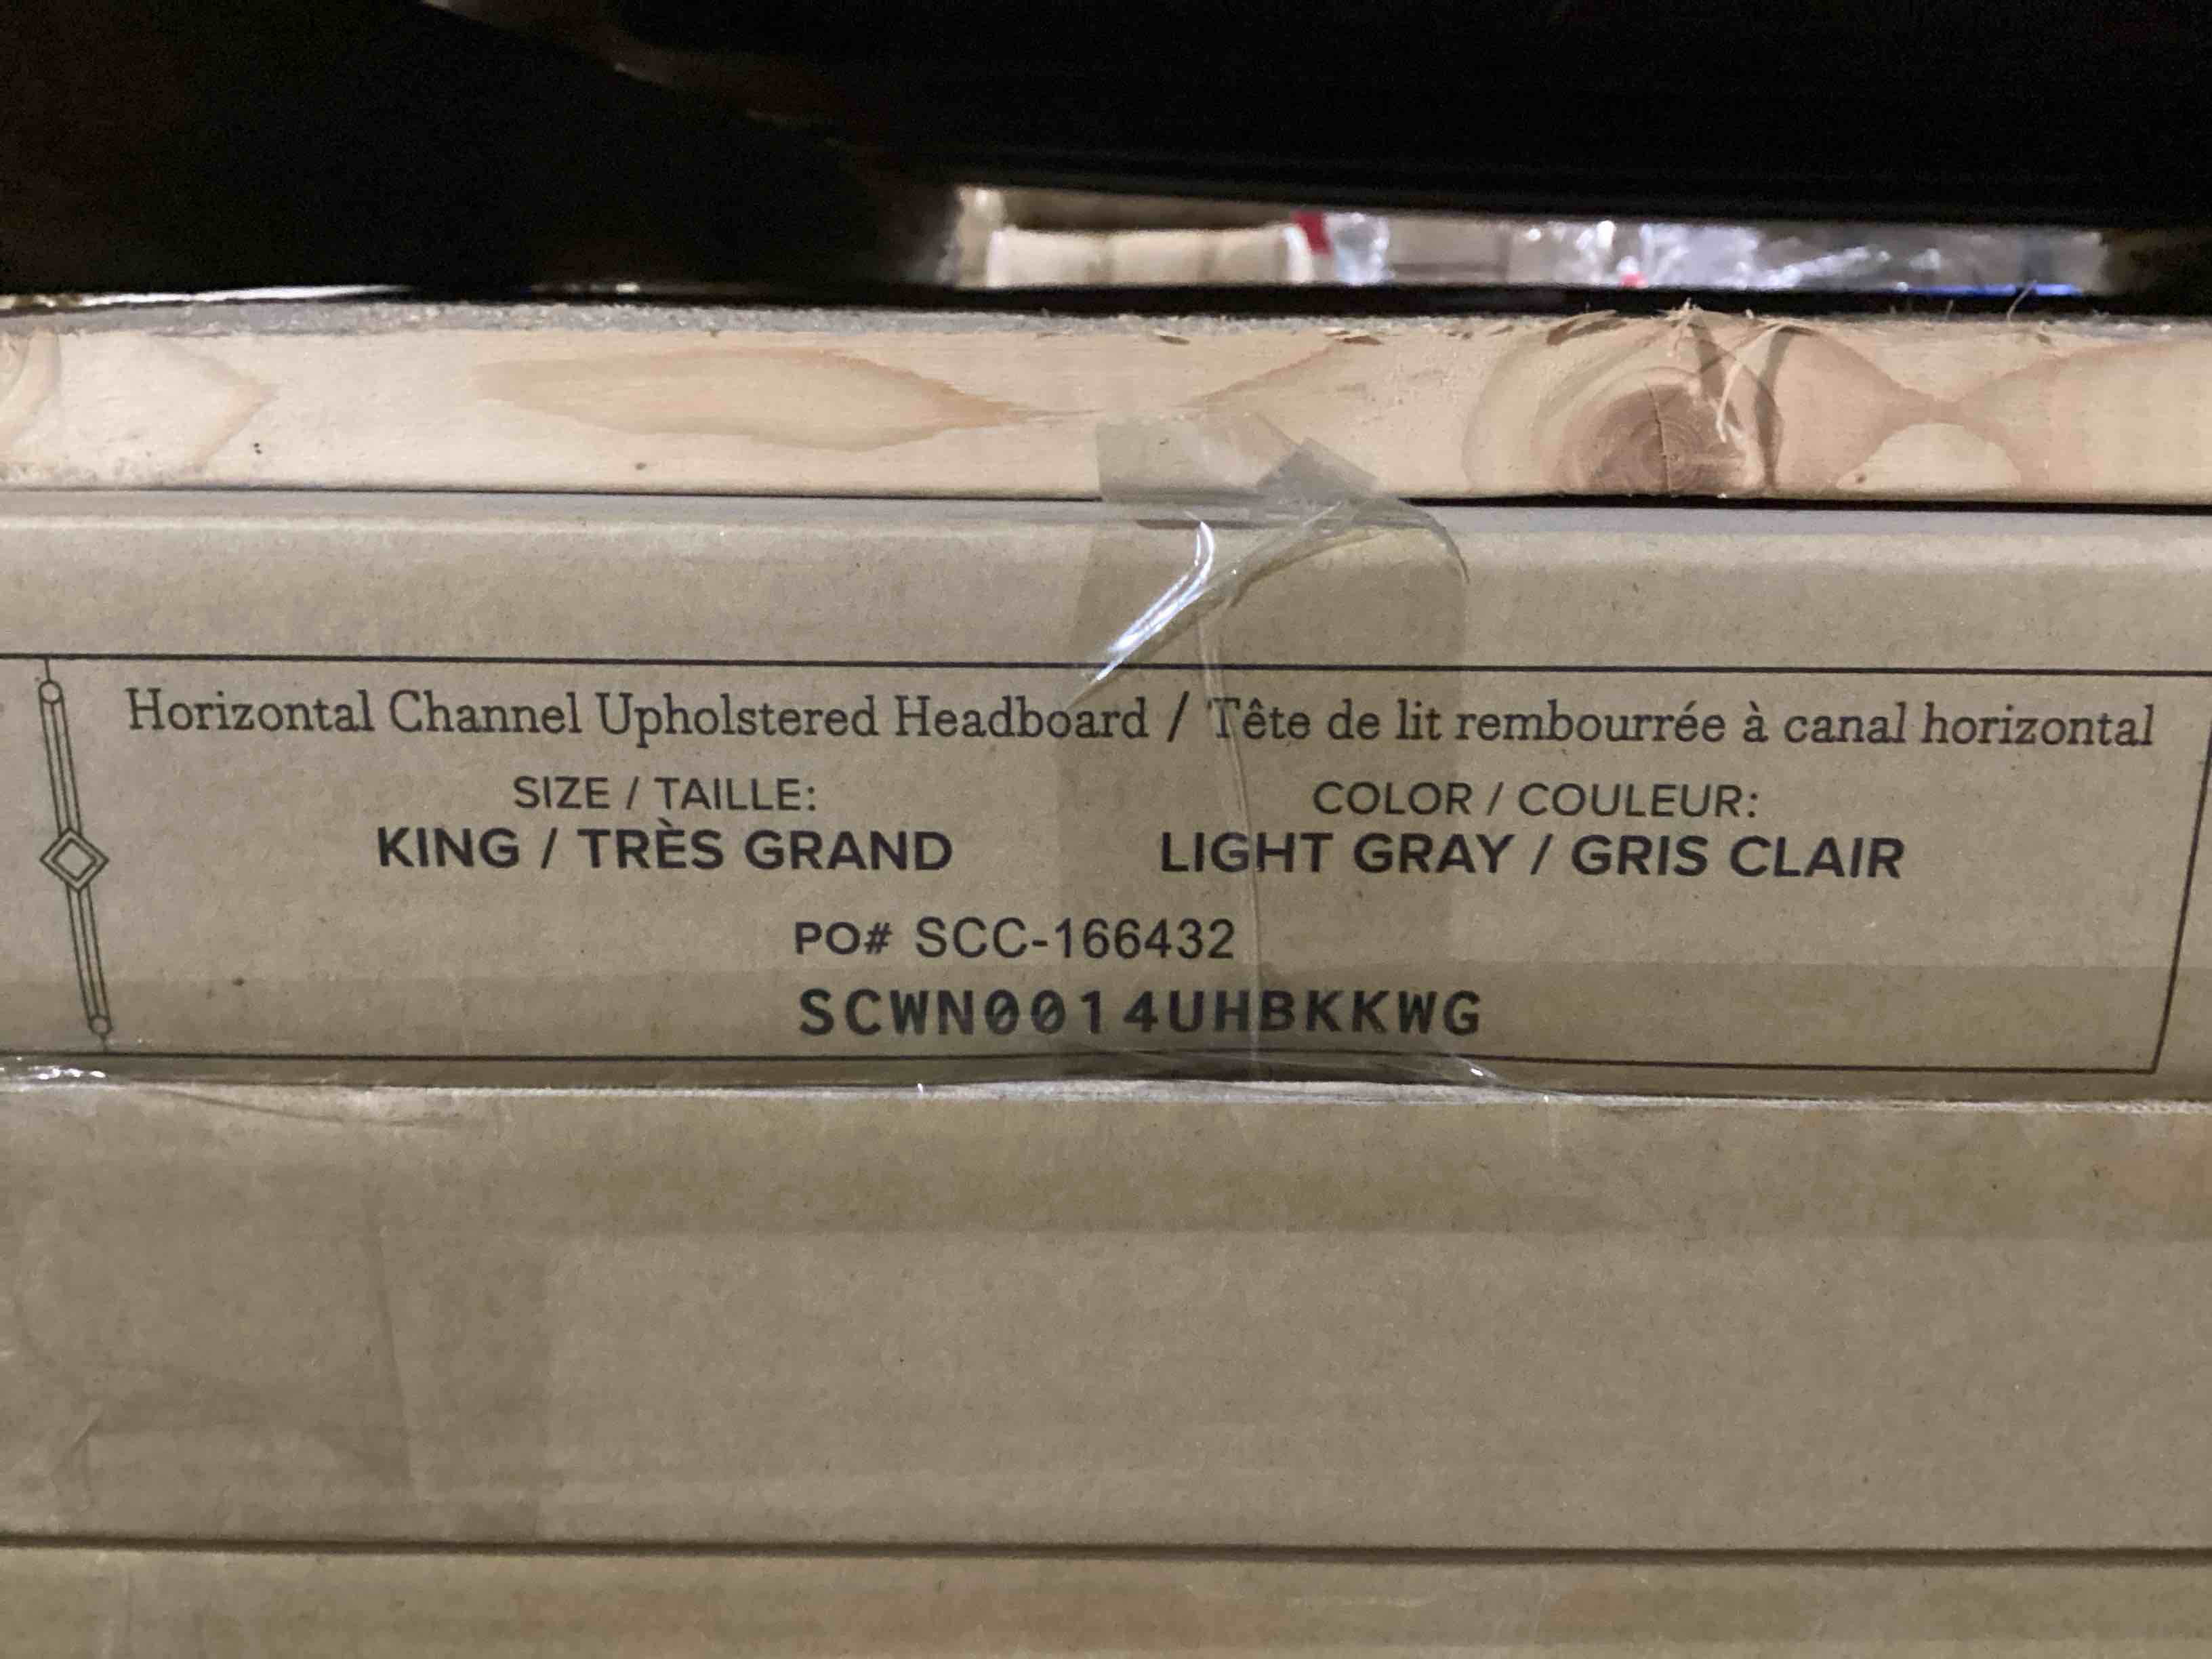 Horizontal Channel Upholstered Headboard / Tête de lit rembourrée à canal horizontal
SIZE / TAILLE:
KING / TRÈS GRAND
COLOR / COULEUR:
LIGHT GRAY / GRIS CLAIR
PO# SCC-166432
SCWN0014UHBKKWG